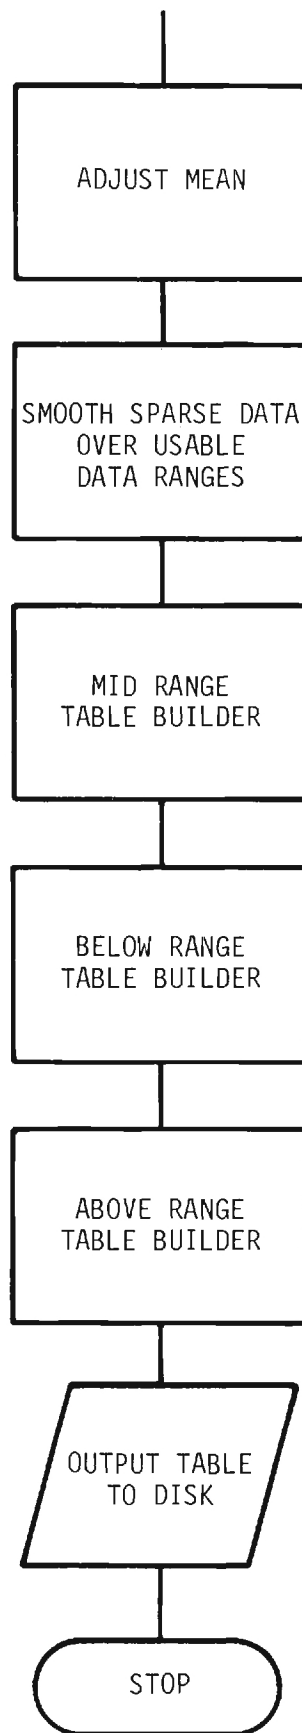 ADJUST MEAN
SMOOTH SPARSE DATA
OVER USABLE
DATA RANGES
MID RANGE
TABLE BUILDER
BELOW RANGE
TABLE BUILDER
ABOVE RANGE
TABLE BUILDER
OUTPUT TABLE
TO DISK
STOP